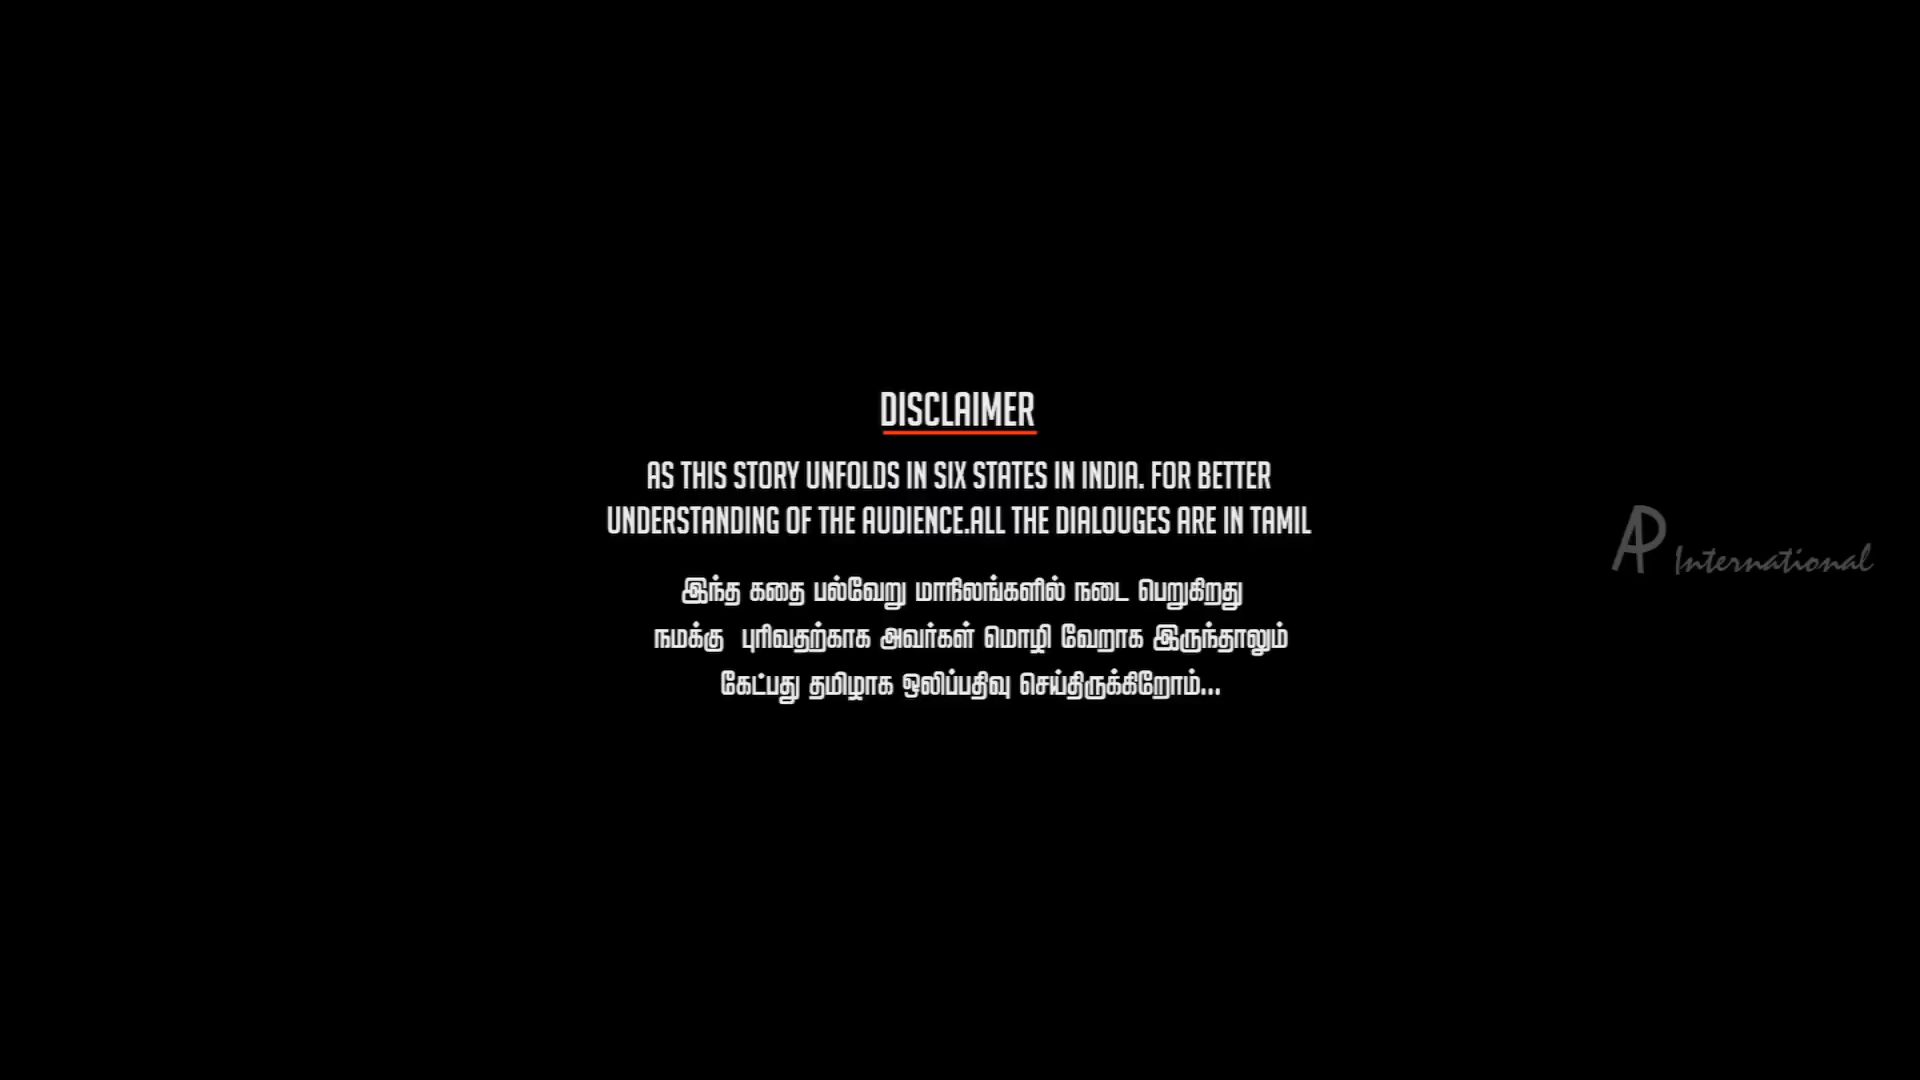 DISCLAIMER
AS THIS STORY UNFOLDS IN SIX STATES IN INDIA. FOR BETTER
UNDERSTANDING OF THE AUDIENCE.ALL THE DIALOUGES ARE IN TAMIL
AP International
இந்த கதை பல்வேறு மாநிலங்களில் நடை பெறுகிறது
நமக்கு புரிவதற்காக அவர்கள் மொழி வேறாக இருந்தாலும்
கேட்பது தமிழாக ஒலிப்பதிவு செய்திருக்கிறோம்...